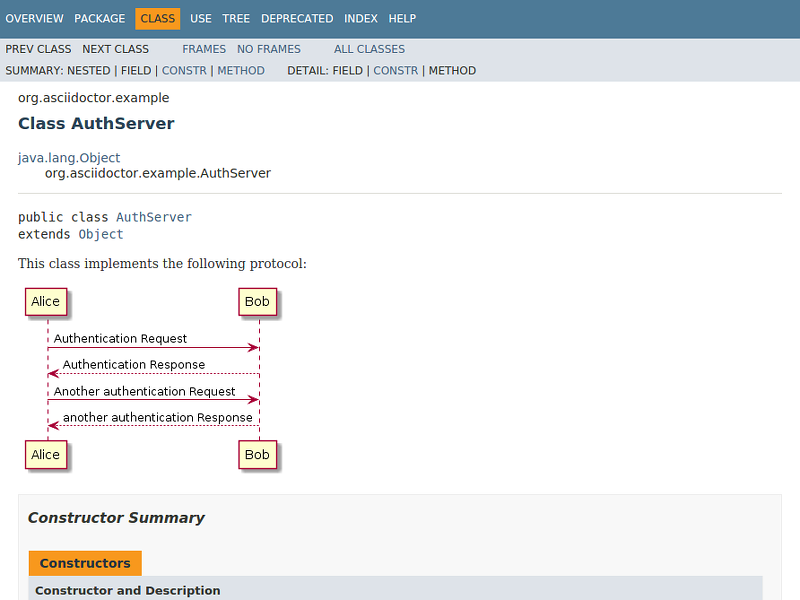 OVERVIEW PACKAGE CLASS USE TREE DEPRECATED INDEX HELP
PREV CLASS NEXT CLASS FRAMES NO FRAMES ALL CLASSES
SUMMARY: NESTED | FIELD | CONSTR | METHOD DETAIL: FIELD | CONSTR | METHOD
org.asciidoctor.example
Class AuthServer
java.lang.Object
org.asciidoctor.example.AuthServer
public class AuthServer
extends Object
This class implements the following protocol:
Alice Bob
Authentication Request
Authentication Response
Another authentication Request
another authentication Response
Alice Bob
Constructor Summary
Constructors
Constructor and Description